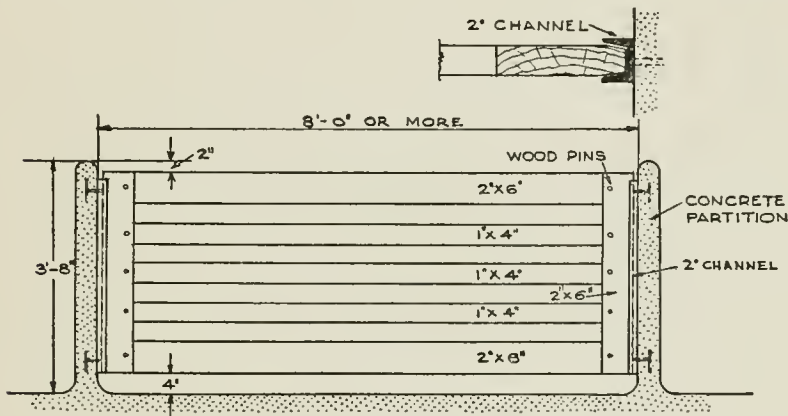 2" CHANNEL
8'-0" OR MORE
2"
WOOD PINS
2"X6"
CONCRETE
PARTITION
1"X4"
3'-8"
1"X4"
2" CHANNEL
2"X6"
1"X4"
2"X8"
4"